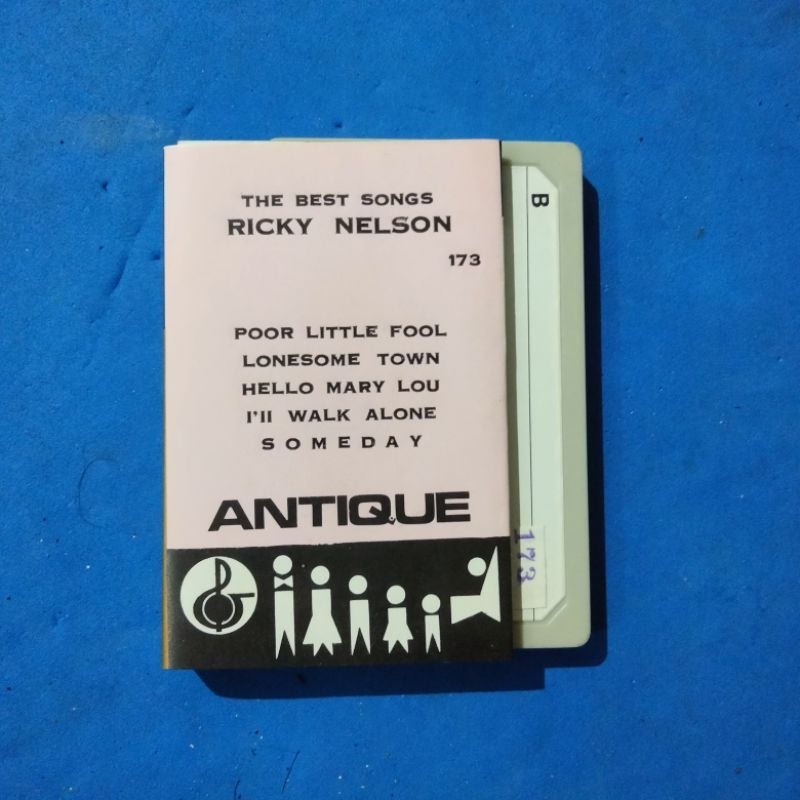 THE BEST SONGS
RICKY NELSON
173
POOR LITTLE FOOL
LONESOME TOWN
HELLO MARY LOU
I'll WALK ALONE
SOMEDAY
ANTIQUE
B
173